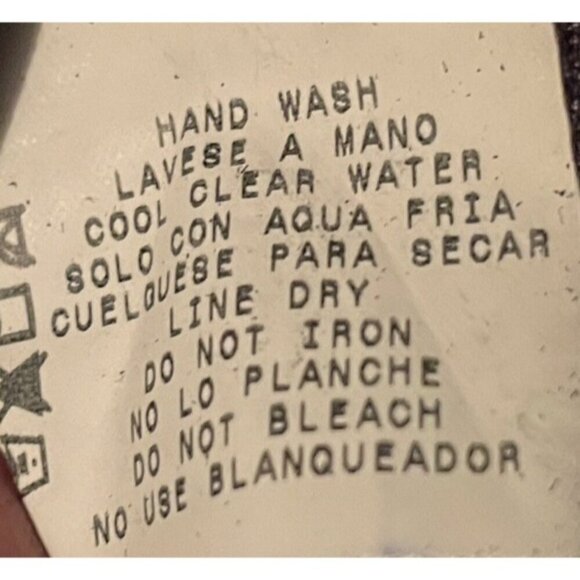 HAND WASH
LAVESE A MANO
COOL CLEAR WATER
SOLO CON AQUA FRIA
CUELQUESE PARA SECAR
LINE DRY
DO NOT IRON
NO LO PLANCHE
DO NOT BLEACH
NO USE BLANQUEADOR